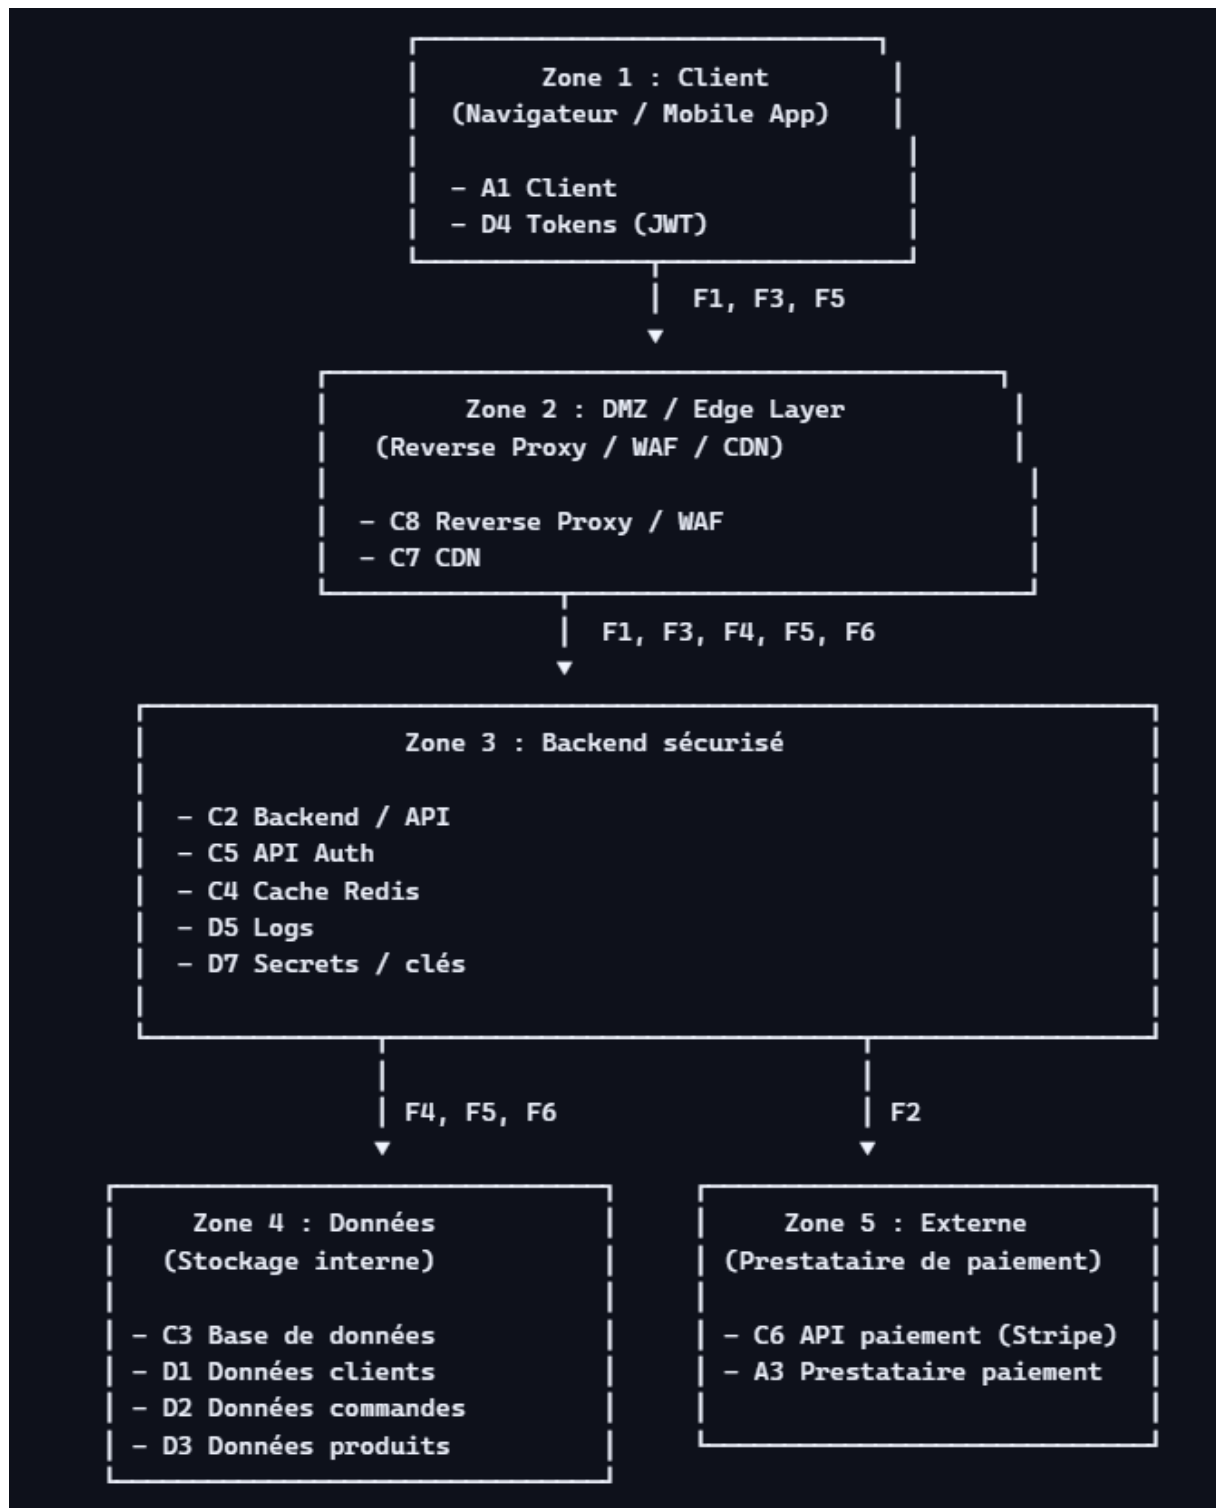 Zone 1 : Client
(Navigateur / Mobile App)
- A1 Client
- D4 Tokens (JWT)
F1, F3, F5
Zone 2 : DMZ / Edge Layer
(Reverse Proxy / WAF / CDN)
- C8 Reverse Proxy / WAF
- C7 CDN
F1, F3, F4, F5, F6
Zone 3 : Backend sécurisé
- C2 Backend / API
- C5 API Auth
- C4 Cache Redis
- D5 Logs
- D7 Secrets / clés
F4, F5, F6
F2
Zone 4 : Données
(Stockage interne)
- C3 Base de données
- D1 Données clients
- D2 Données commandes
- D3 Données produits
Zone 5 : Externe
(Prestataire de paiement)
- C6 API paiement (Stripe)
- A3 Prestataire paiement